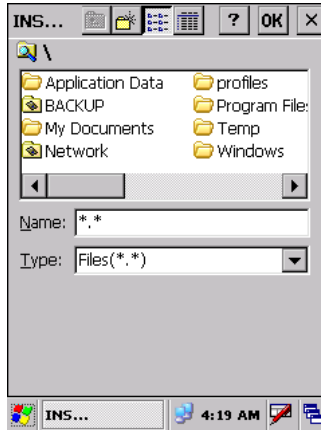 INS... ? OK ×
\
Application Data profiles
BACKUP Program File
My Documents Temp
Network Windows
Name: *.*
Type: Files(*.*)
INS... 4:19 AM